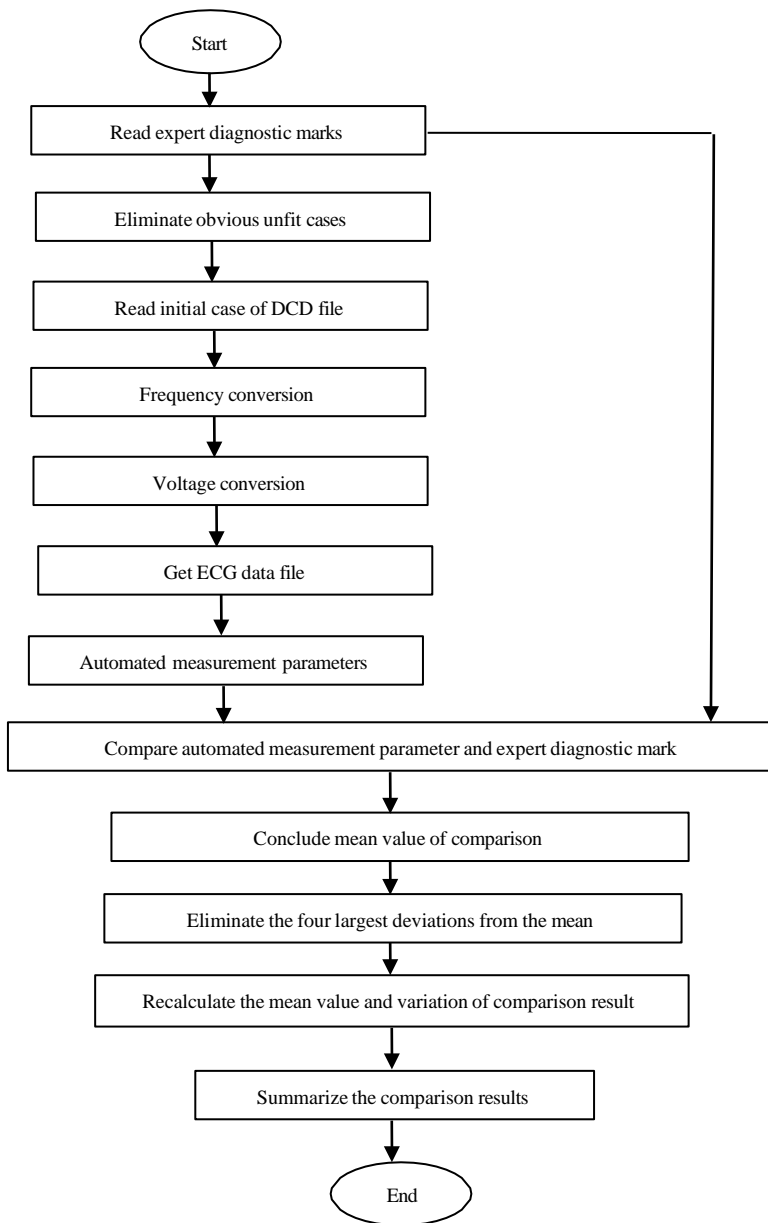 Start
Read expert diagnostic marks
Eliminate obvious unfit cases
Read initial case of DCD file
Frequency conversion
Voltage conversion
Get ECG data file
Automated measurement parameters
Compare automated measurement parameter and expert diagnostic mark
Conclude mean value of comparison
Eliminate the four largest deviations from the mean
Recalculate the mean value and variation of comparison result
Summarize the comparison results
End